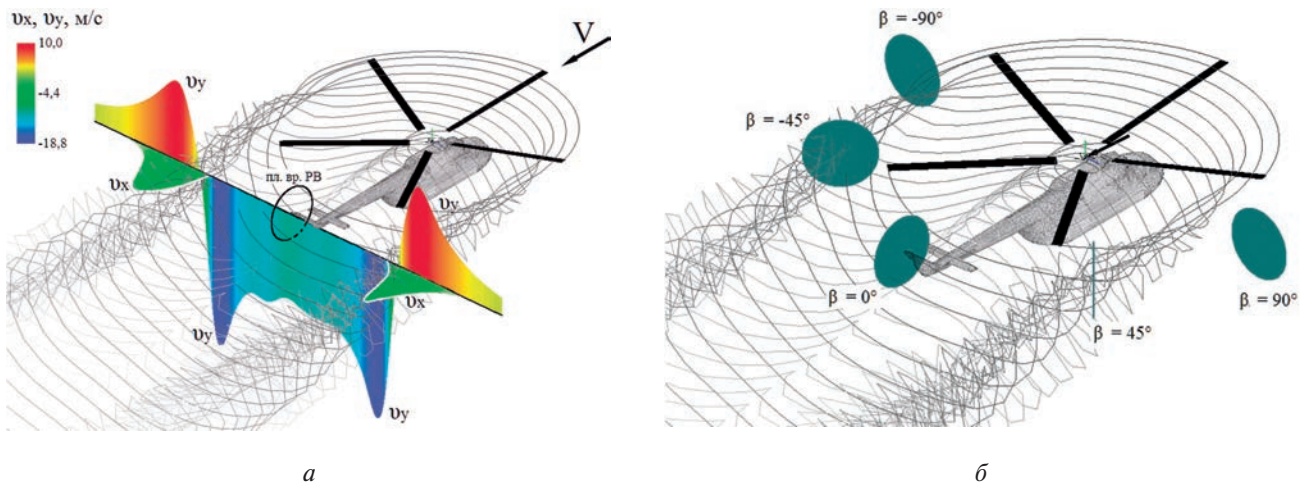 υx, υy, м/с
10,0
-4,4
-18,8
υy
υx
пл. вр. РВ
V
υy
υx
υy
υy
а
β = -90°
β = -45°
β = 0°
β = 45°
β = 90°
б